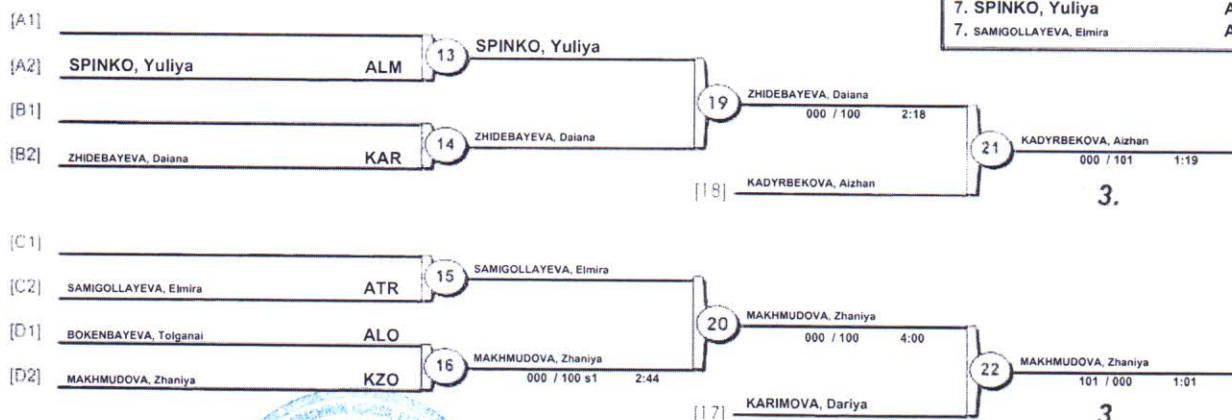 7. SPINKO, Yuliya A
7. SAMIGOLLAYEVA, Elmira A
[A1]
[A2] SPINKO, Yuliya ALM
13 SPINKO, Yuliya
[B1]
[B2] ZHIDEBAYEVA, Daiana KAR
14 ZHIDEBAYEVA, Daiana
19 ZHIDEBAYEVA, Daiana
000 / 100 2:18
[18] KADYRBEKOVA, Aizhan
21 KADYRBEKOVA, Aizhan
000 / 101 1:19
3.
[C1]
[C2] SAMIGOLLAYEVA, Elmira ATR
15 SAMIGOLLAYEVA, Elmira
[D1] BOKENBAYEVA, Tolganai ALO
[D2] MAKHMUDOVA, Zhaniya KZO
16 MAKHMUDOVA, Zhaniya
000 / 100 s1 2:44
20 MAKHMUDOVA, Zhaniya
000 / 100 4:00
[17] KARIMOVA, Dariya
22 MAKHMUDOVA, Zhaniya
101 / 000 1:01
3